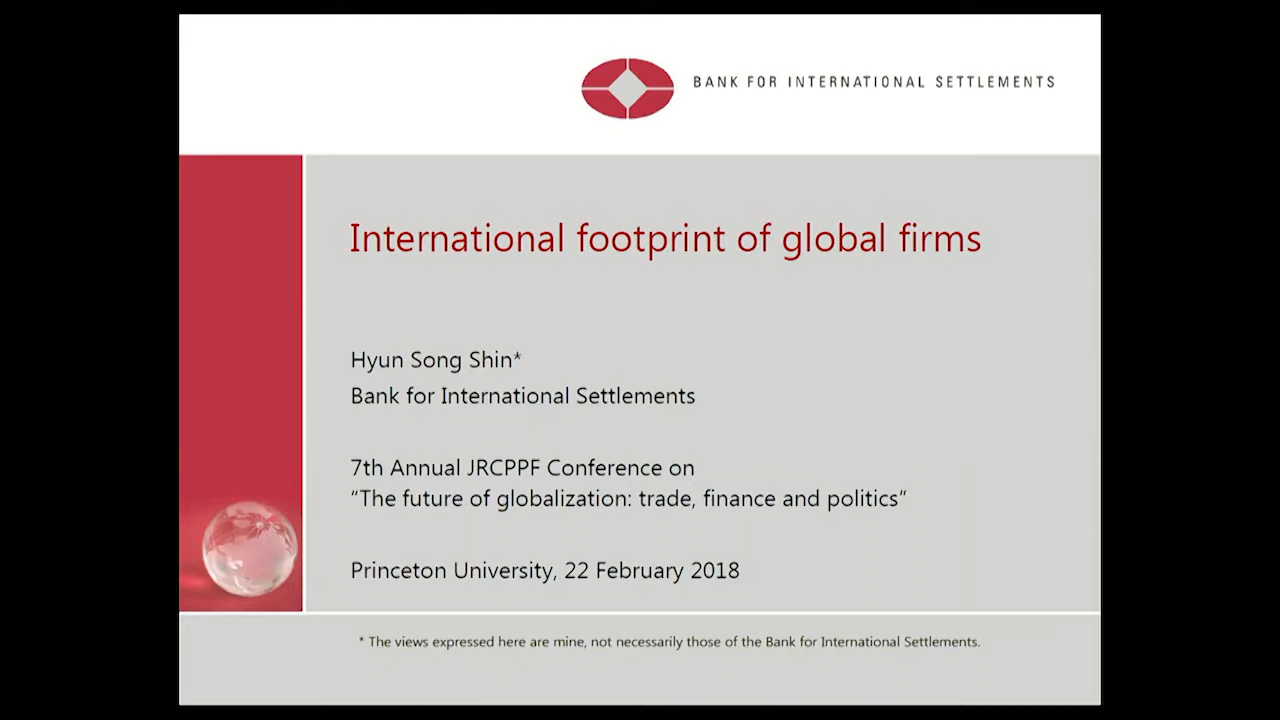 BANK FOR INTERNATIONAL SETTLEMENTS
International footprint of global firms
Hyun Song Shin*
Bank for International Settlements
7th Annual JRCPPF Conference on
“The future of globalization: trade, finance and politics”
Princeton University, 22 February 2018
* The views expressed here are mine, not necessarily those of the Bank for International Settlements.